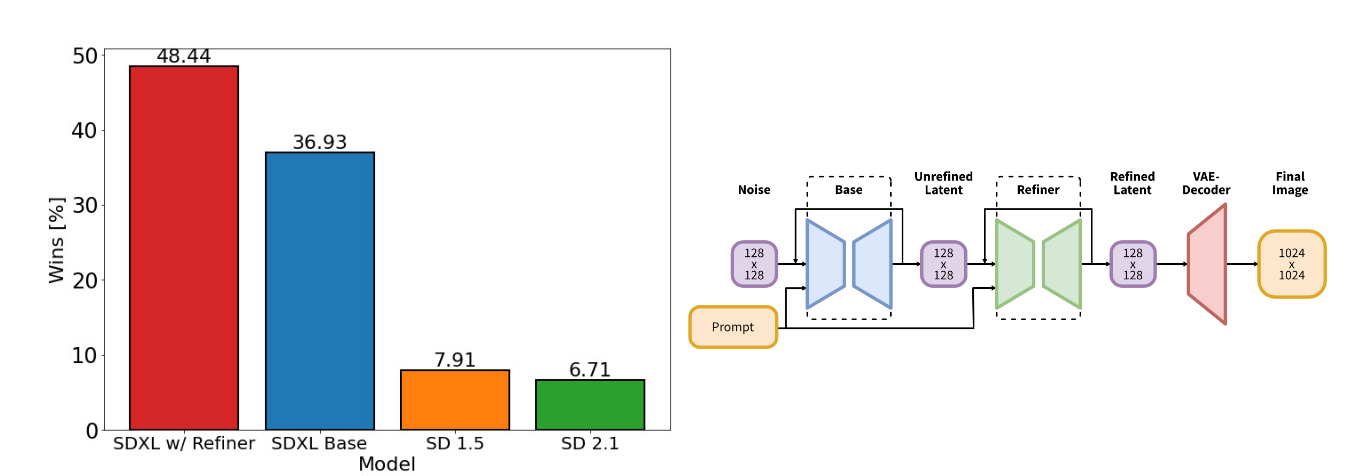 50
40
30
20
10
0
Wins [%]
48.44
36.93
7.91
6.71
SDXL w/ Refiner
SDXL Base
SD 1.5
SD 2.1
Model
Noise
Base
Unrefined
Latent
Refiner
Refined
Latent
VAE-
Decoder
Final
Image
128
x
128
128
x
128
128
x
128
1024
x
1024
Prompt